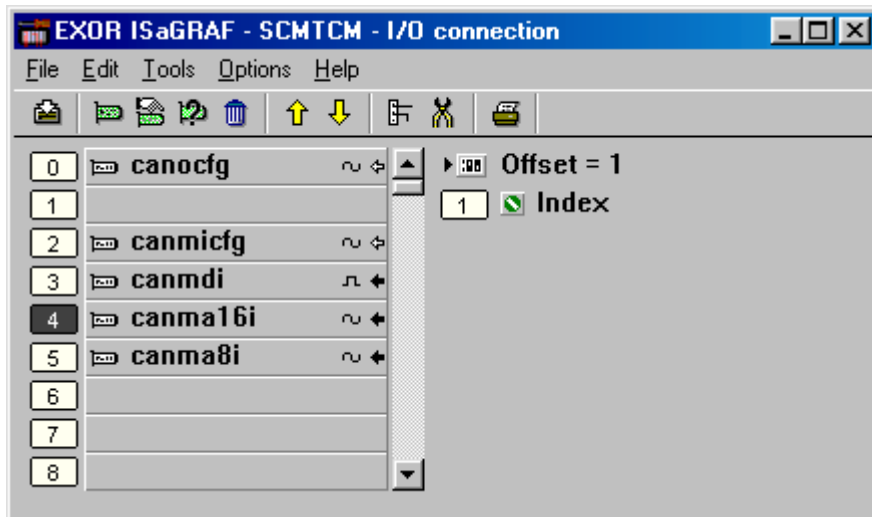 EXOR ISaGRAF - SCMTCM - I/O connection
File Edit Tools Options Help
0 canocfg
1
2 canmicfg
3 canmdi
4 canma16i
5 canma8i
6
7
8
Offset = 1
1 Index